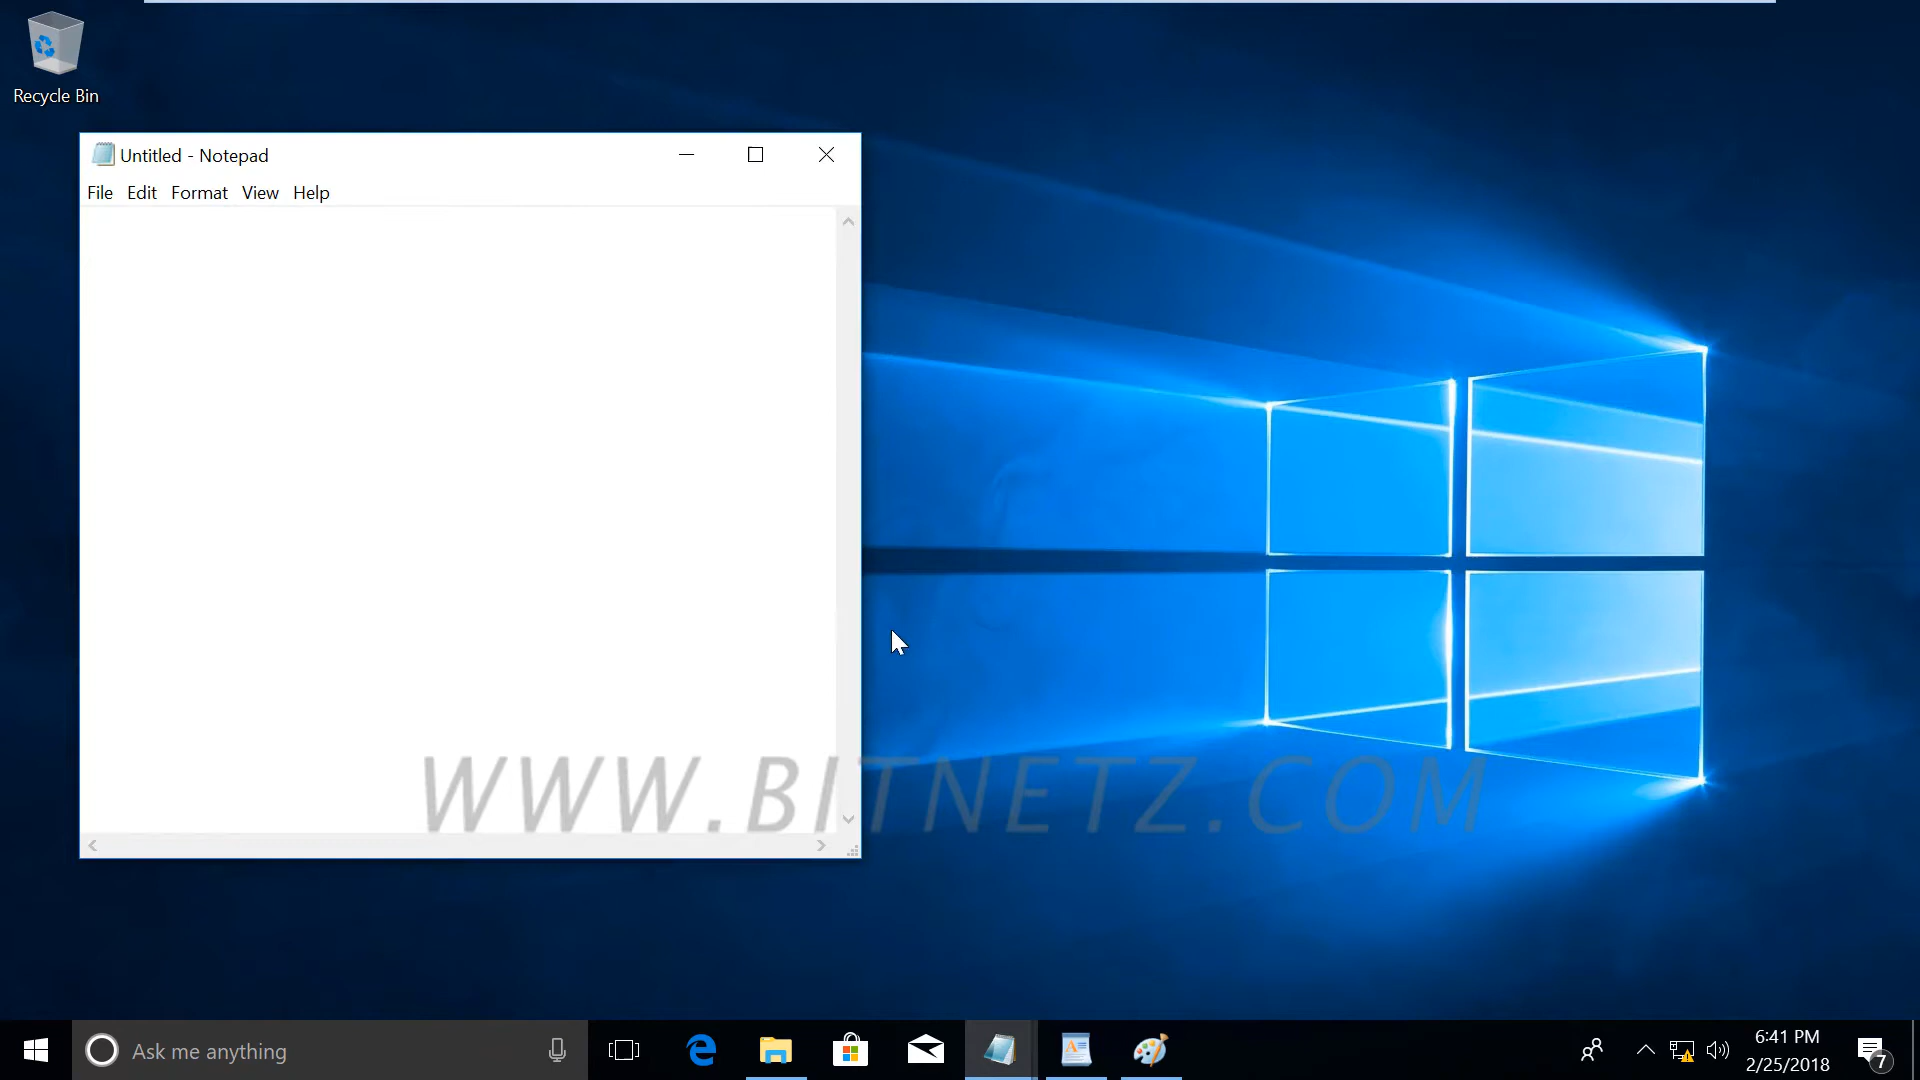 Recycle Bin
Untitled - Notepad
File Edit Format View Help
WWW.BITNETZ.COM
Ask me anything
6:41 PM
2/25/2018
7